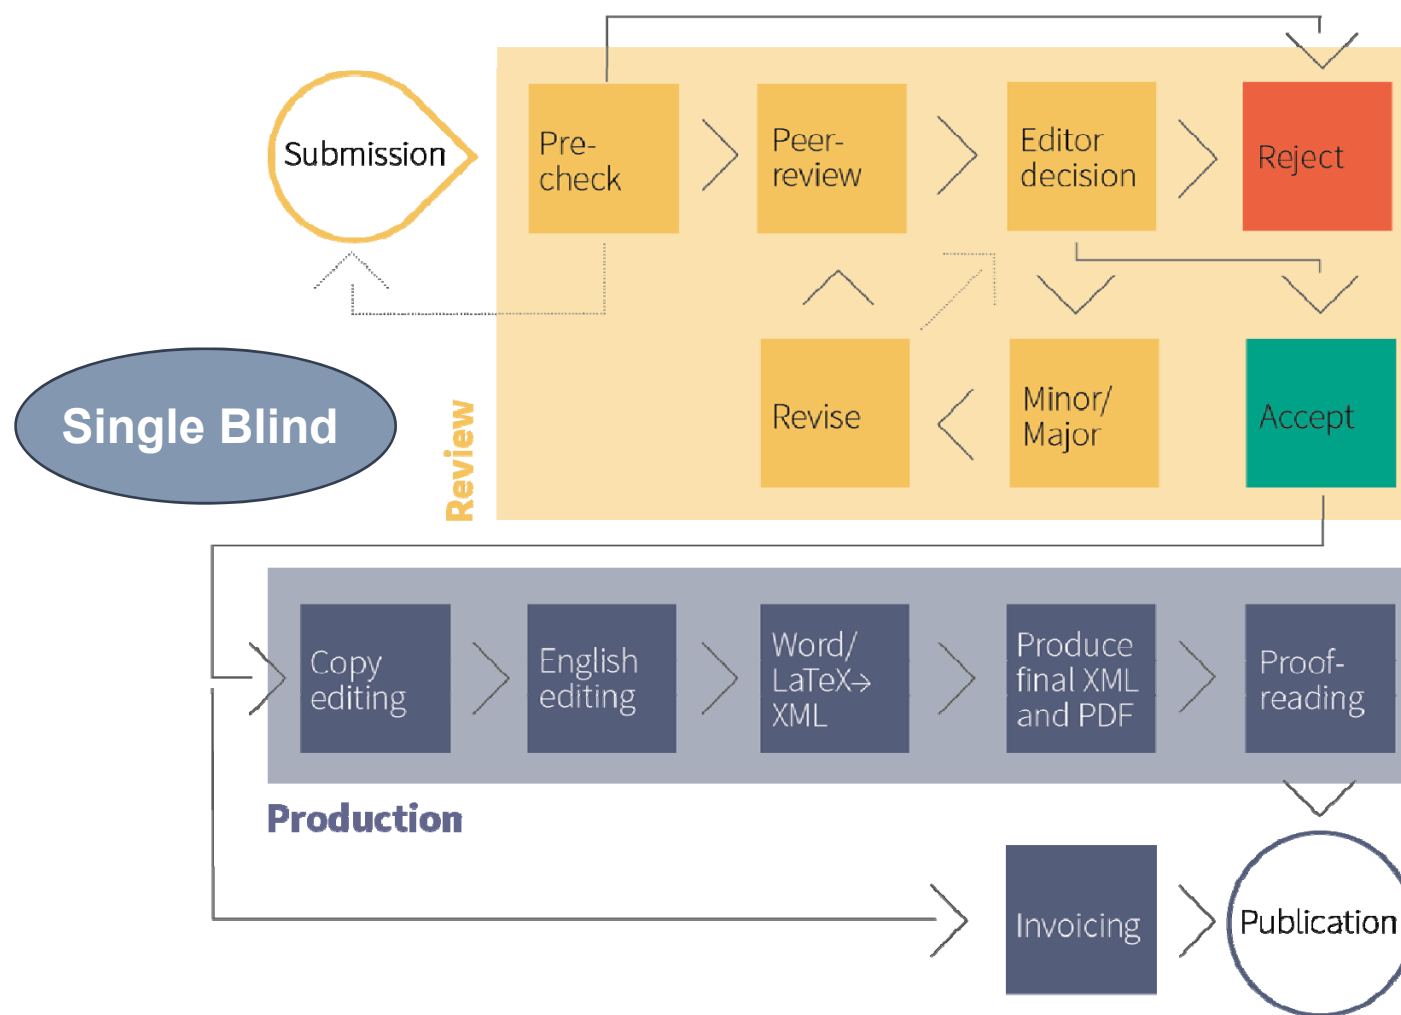 Submission
Pre-
check
Peer-
review
Editor
decision
Reject
Single Blind
Review
Revise
Minor/
Major
Accept
Copy
editing
English
editing
Word/
LaTeX→
XML
Produce
final XML
and PDF
Proof-
reading
Production
Invoicing
Publication